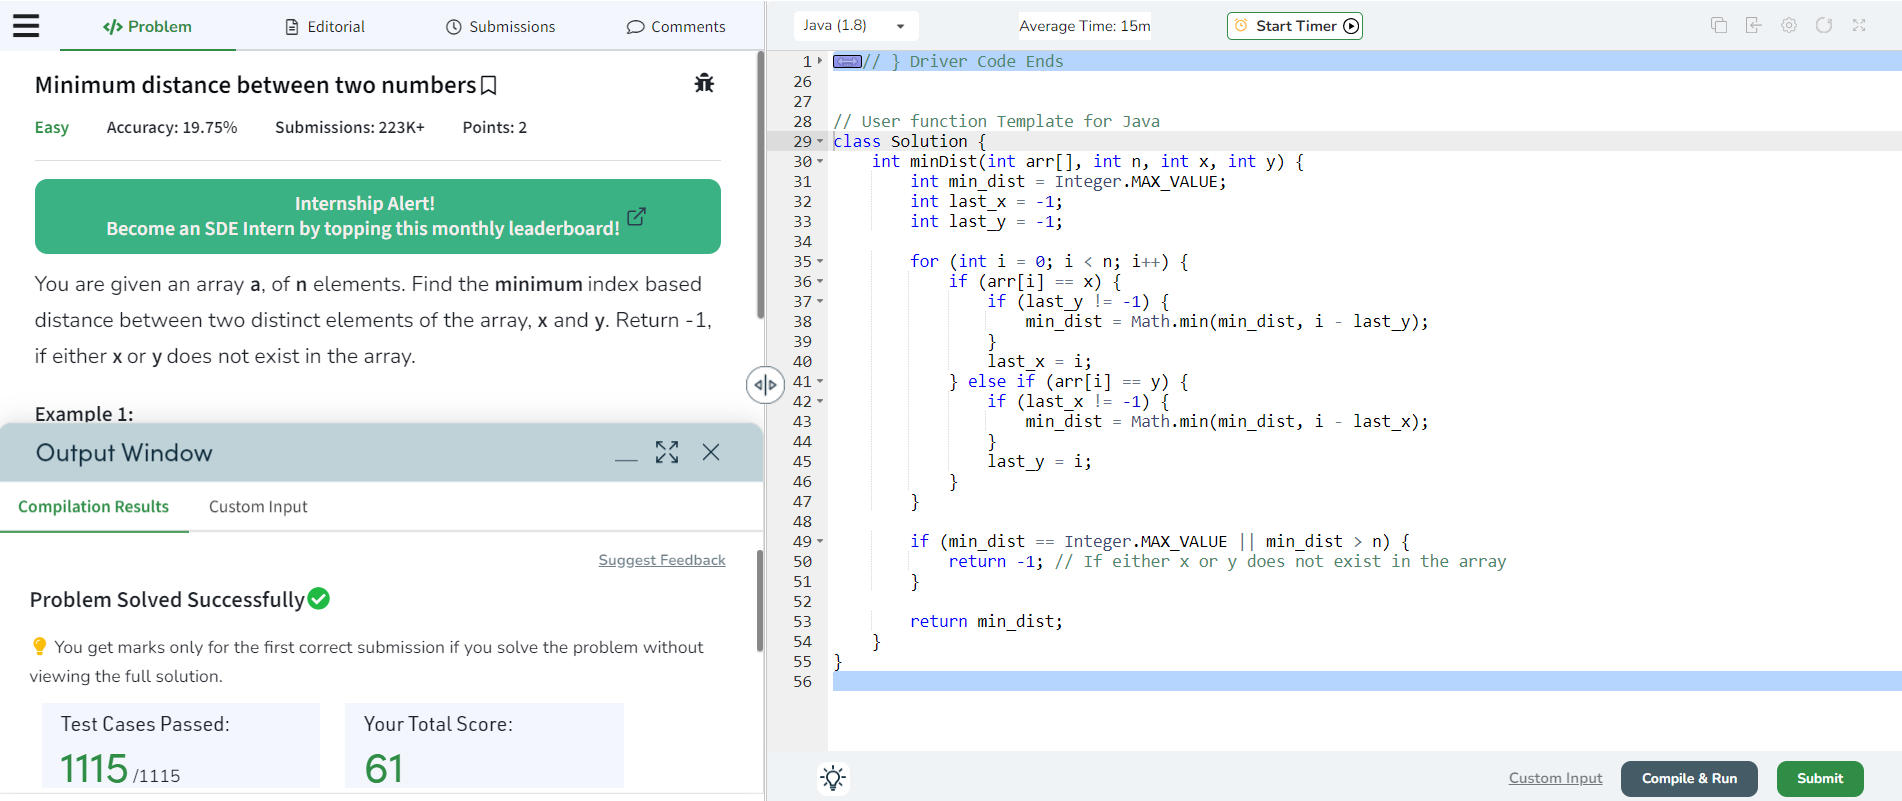 Problem
Editorial
Submissions
Comments
Minimum distance between two numbers
Easy Accuracy: 19.75% Submissions: 223K+ Points: 2
Internship Alert!
Become an SDE Intern by topping this monthly leaderboard!
You are given an array a, of n elements. Find the minimum index based
distance between two distinct elements of the array, x and y. Return -1,
if either x or y does not exist in the array.
Example 1:
Output Window
Compilation Results
Custom Input
Suggest Feedback
Problem Solved Successfully
You get marks only for the first correct submission if you solve the problem without
viewing the full solution.
Test Cases Passed:
1115 /1115
Your Total Score:
61
Java (1.8)
Average Time: 15m
Start Timer
1 // } Driver Code Ends
26
27
28 // User function Template for Java
29 class Solution {
30 int minDist(int arr[], int n, int x, int y) {
31 int min_dist = Integer.MAX_VALUE;
32 int last_x = -1;
33 int last_y = -1;
34
35 for (int i = 0; i < n; i++) {
36 if (arr[i] == x) {
37 if (last_y != -1) {
38 min_dist = Math.min(min_dist, i - last_y);
39 }
40 last_x = i;
41 } else if (arr[i] == y) {
42 if (last_x != -1) {
43 min_dist = Math.min(min_dist, i - last_x);
44 }
45 last_y = i;
46 }
47 }
48
49 if (min_dist == Integer.MAX_VALUE || min_dist > n) {
50 return -1; // If either x or y does not exist in the array
51 }
52
53 return min_dist;
54 }
55 }
56
Custom Input
Compile & Run
Submit